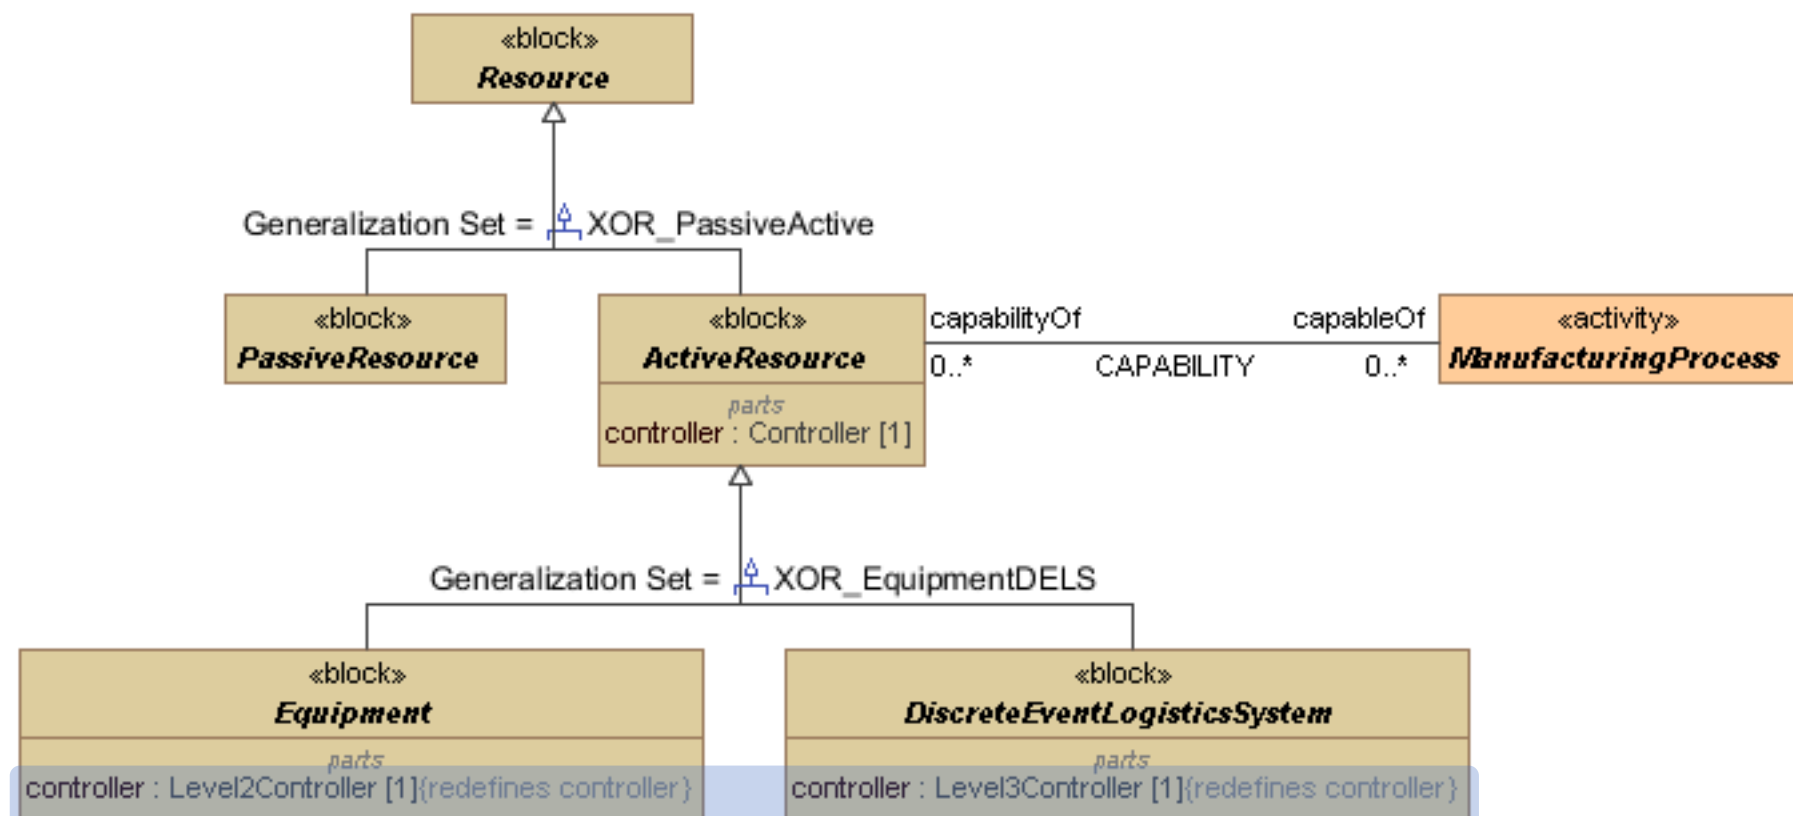 «block»
Resource
Generalization Set = XOR_PassiveActive
«block»
PassiveResource
«block»
ActiveResource
parts
controller : Controller [1]
capabilityOf
capableOf
0..*
CAPABILITY
0..*
«activity»
ManufacturingProcess
Generalization Set = XOR_EquipmentDELS
«block»
Equipment
parts
controller : Level2Controller [1]{redefines controller}
«block»
DiscreteEventLogisticsSystem
parts
controller : Level3Controller [1]{redefines controller}